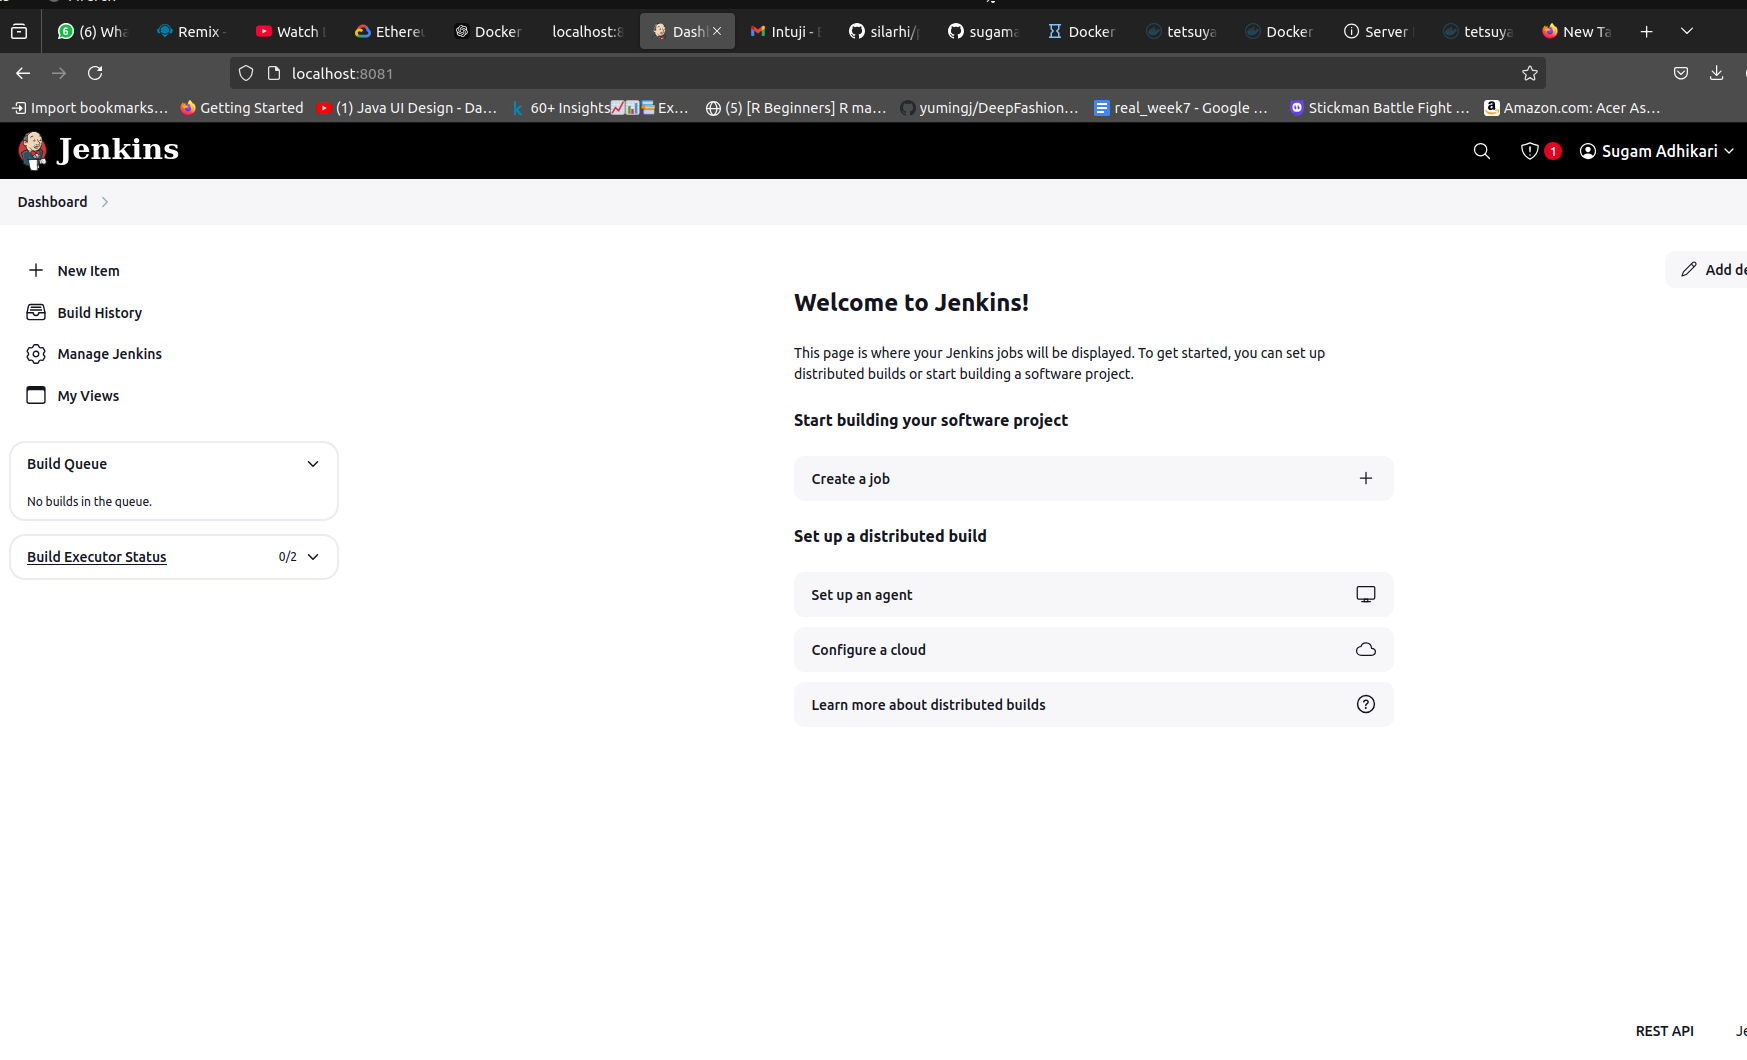 (6) Wha
Remix -
Watch
Ethereu
Docker
localhost:8
Dash
Intuji - E
silarhi/p
sugama
Docker
tetsuya
Docker
Server
tetsuya
New Ta
localhost:8081
Import bookmarks...
Getting Started
(1) Java UI Design - Da...
60+ Insights📈📊📚Ex...
(5) [R Beginners] R ma...
yumingj/DeepFashion...
real_week7 - Google ...
Stickman Battle Fight ...
Amazon.com: Acer As...
Jenkins
1
Sugam Adhikari
Dashboard
New Item
Build History
Manage Jenkins
My Views
Build Queue
No builds in the queue.
Build Executor Status 0/2
Add de
Welcome to Jenkins!
This page is where your Jenkins jobs will be displayed. To get started, you can set up
distributed builds or start building a software project.
Start building your software project
Create a job
Set up a distributed build
Set up an agent
Configure a cloud
Learn more about distributed builds
REST API
Je